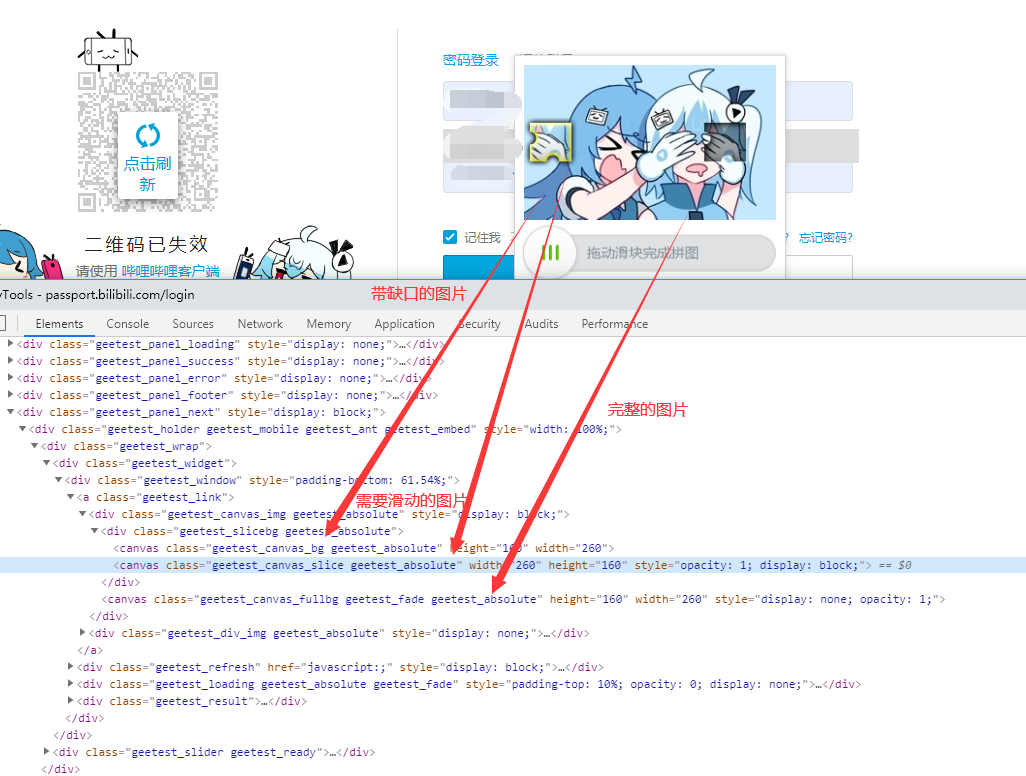 密码登录
点击刷
新
二维码已失效
请使用 哔哩哔哩客户端
记住我
忘记密码?
拖动滑块完成拼图
带缺口的图片
Tools - passport.bilibili.com/login
Elements Console Sources Network Memory Application Security Audits Performance
<div class="geetest_panel_loading" style="display: none;">…</div>
<div class="geetest_panel_success" style="display: none;">…</div>
<div class="geetest_panel_error" style="display: none;">…</div>
<div class="geetest_panel_footer" style="display: none;">…</div>
<div class="geetest_panel_next" style="display: block;">
完整的图片
<div class="geetest_holder geetest_mobile geetest_ant geetest_embed" style="width: 100%;">
<div class="geetest_wrap">
<div class="geetest_widget">
<div class="geetest_window" style="padding-bottom: 61.54%;">
<a class="geetest_link">
需要滑动的图片
<div class="geetest_canvas_img geetest_absolute" style="display: block;">
<div class="geetest_slicebg geetest_absolute">
<canvas class="geetest_canvas_bg geetest_absolute" height="160" width="260">
<canvas class="geetest_canvas_slice geetest_absolute" width="260" height="160" style="opacity: 1; display: block;"> == $0
</div>
<canvas class="geetest_canvas_fullbg geetest_fade geetest_absolute" height="160" width="260" style="display: none; opacity: 1;">
</div>
<div class="geetest_div_img geetest_absolute" style="display: none;">…</div>
</a>
<div class="geetest_refresh" href="javascript:;" style="display: block;">…</div>
<div class="geetest_loading geetest_absolute geetest_fade" style="padding-top: 10%; opacity: 0; display: none;">…</div>
<div class="geetest_result">…</div>
</div>
</div>
<div class="geetest_slider geetest_ready">…</div>
</div>